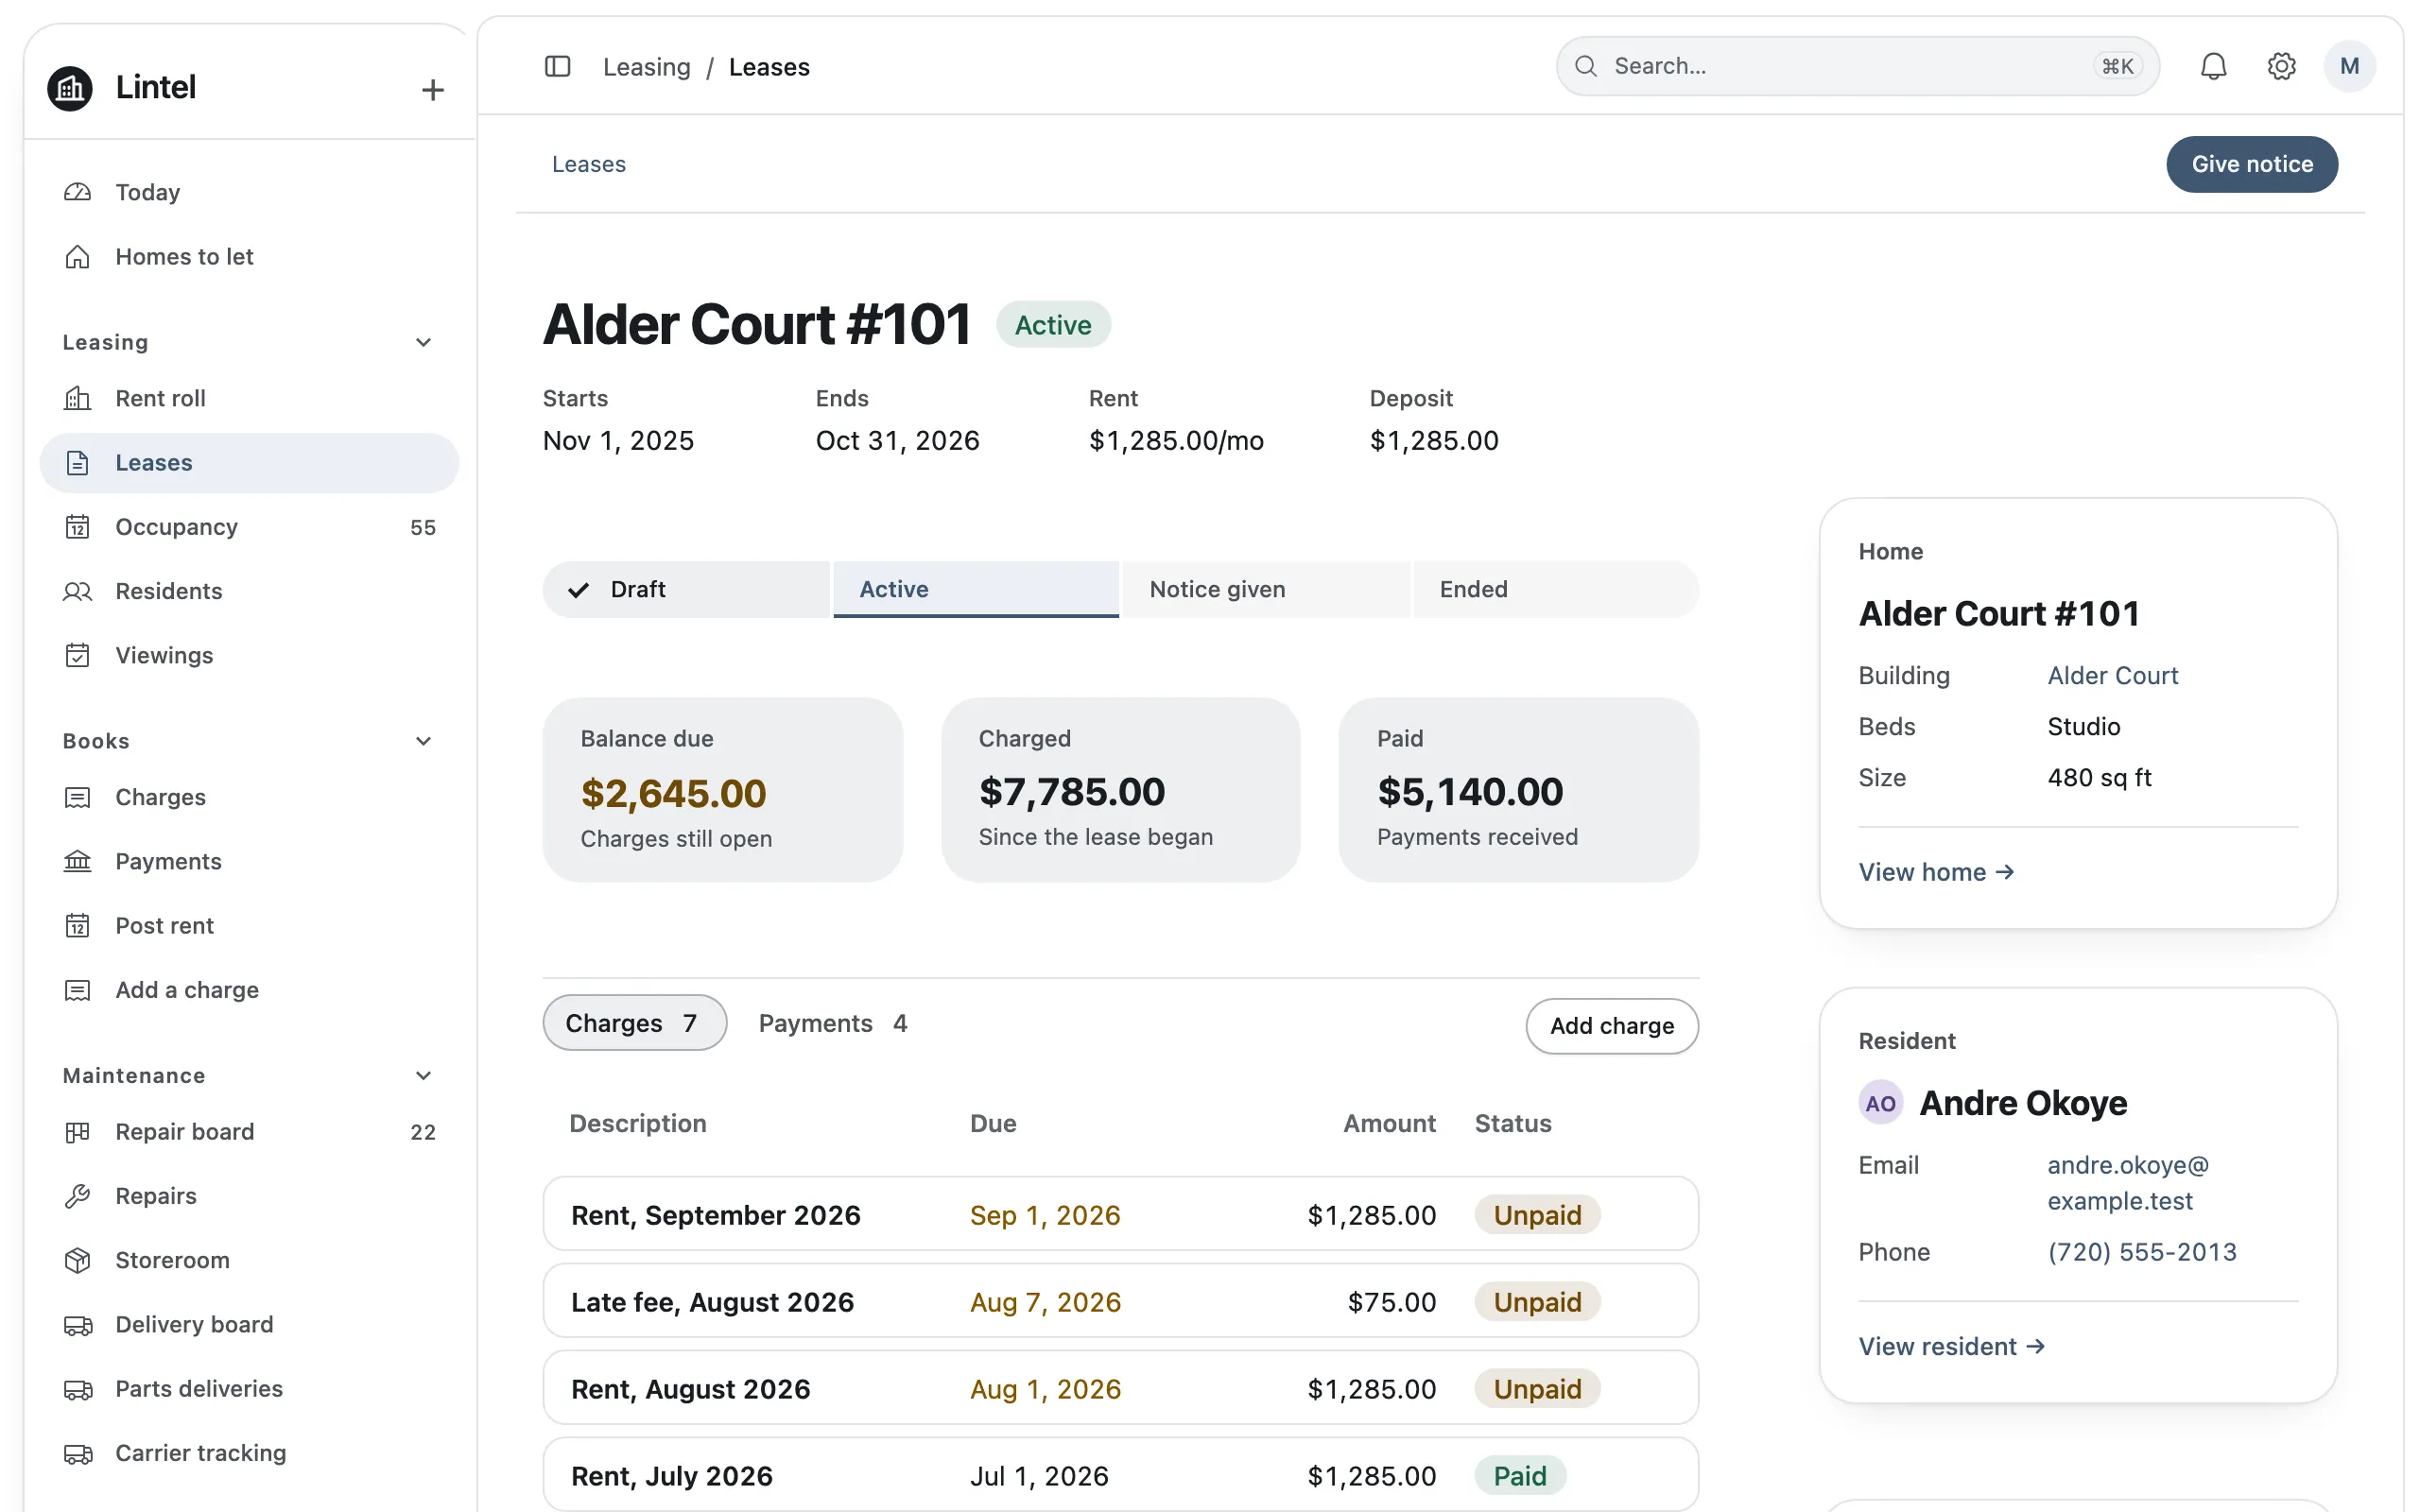 Lintel
Today
Homes to let
Leasing
Rent roll
Leases
Occupancy 55
Residents
Viewings
Books
Charges
Payments
Post rent
Add a charge
Maintenance
Repair board 22
Repairs
Storeroom
Delivery board
Parts deliveries
Carrier tracking
Leasing / Leases
Search... ⌘K
M
Leases
Give notice
Alder Court #101 Active
Starts Ends Rent Deposit
Nov 1, 2025 Oct 31, 2026 $1,285.00/mo $1,285.00
Draft Active Notice given Ended
Balance due
$2,645.00
Charges still open
Charged
$7,785.00
Since the lease began
Paid
$5,140.00
Payments received
Charges 7 Payments 4 Add charge
Description Due Amount Status
Rent, September 2026 Sep 1, 2026 $1,285.00 Unpaid
Late fee, August 2026 Aug 7, 2026 $75.00 Unpaid
Rent, August 2026 Aug 1, 2026 $1,285.00 Unpaid
Rent, July 2026 Jul 1, 2026 $1,285.00 Paid
Home
Alder Court #101
Building Alder Court
Beds Studio
Size 480 sq ft
View home →
Resident
AO Andre Okoye
Email andre.okoye@
example.test
Phone (720) 555-2013
View resident →